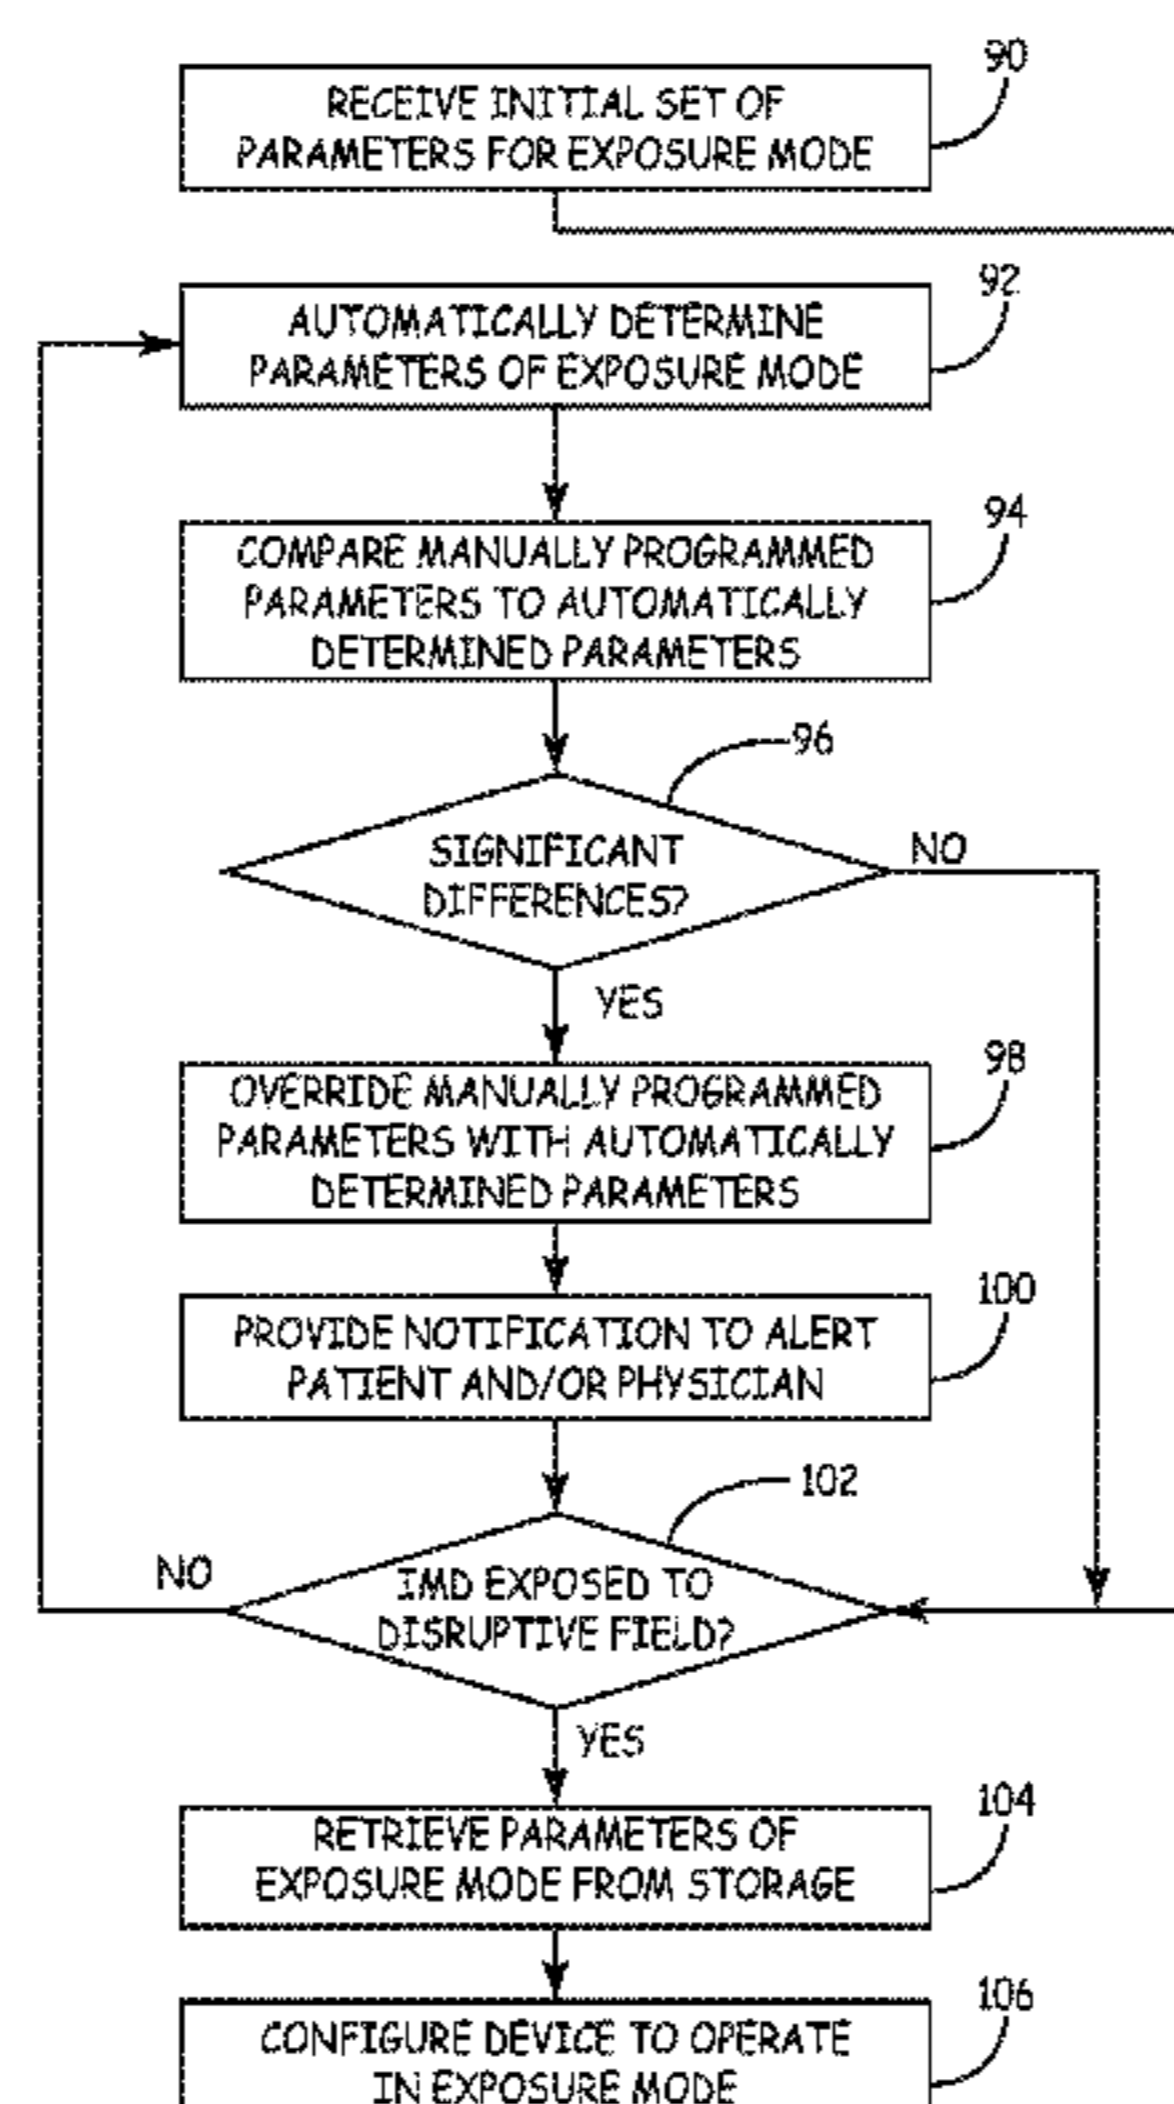 90
RECEIVE INITIAL SET OF
PARAMETERS FOR EXPOSURE MODE
92
AUTOMATICALLY DETERMINE
PARAMETERS OF EXPOSURE MODE
94
COMPARE MANUALLY PROGRAMMED
PARAMETERS TO AUTOMATICALLY
DETERMINED PARAMETERS
96
SIGNIFICANT
DIFFERENCES?
NO
YES
98
OVERRIDE MANUALLY PROGRAMMED
PARAMETERS WITH AUTOMATICALLY
DETERMINED PARAMETERS
100
PROVIDE NOTIFICATION TO ALERT
PATIENT AND/OR PHYSICIAN
102
NO
IMD EXPOSED TO
DISRUPTIVE FIELD?
YES
104
RETRIEVE PARAMETERS OF
EXPOSURE MODE FROM STORAGE
106
CONFIGURE DEVICE TO OPERATE
IN EXPOSURE MODE